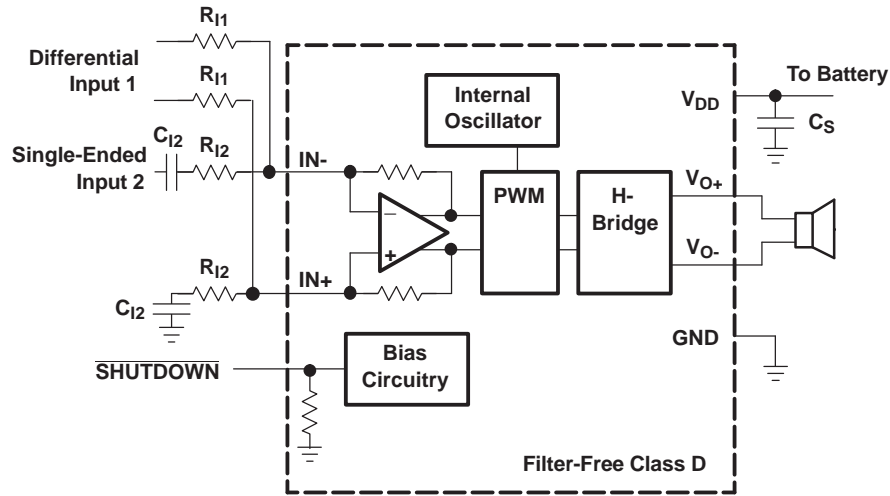 R_I1
Differential
Input 1
R_I1
C_I2
Single-Ended
Input 2
R_I2
IN-
R_I2
C_I2
IN+
SHUTDOWN
Internal
Oscillator
−
+
PWM
H-
Bridge
Bias
Circuitry
V_DD
To Battery
C_S
V_O+
V_O-
GND
Filter-Free Class D